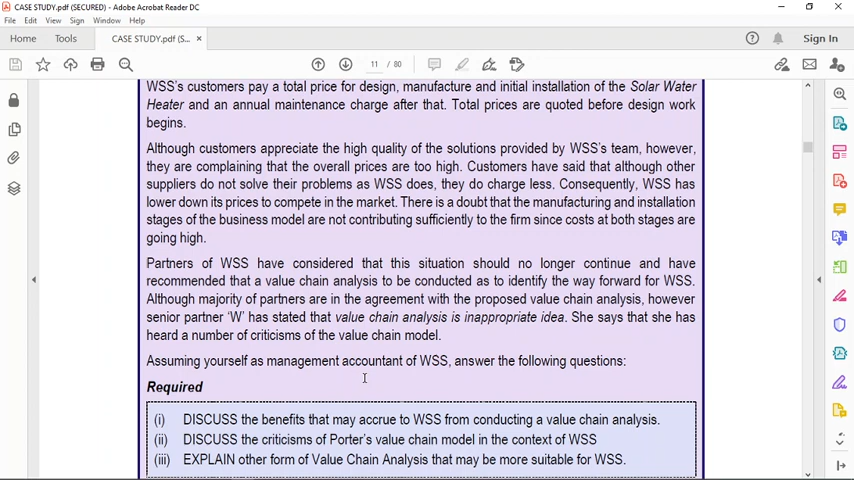 CASE STUDY.pdf (SECURED) - Adobe Acrobat Reader DC
File Edit View Sign Window Help
Home Tools CASE STUDY.pdf (S... × Sign In
11 / 80
WSS's customers pay a total price for design, manufacture and initial installation of the Solar Water
Heater and an annual maintenance charge after that. Total prices are quoted before design work
begins.
Although customers appreciate the high quality of the solutions provided by WSS's team, however,
they are complaining that the overall prices are too high. Customers have said that although other
suppliers do not solve their problems as WSS does, they do charge less. Consequently, WSS has
lower down its prices to compete in the market. There is a doubt that the manufacturing and installation
stages of the business model are not contributing sufficiently to the firm since costs at both stages are
going high.
Partners of WSS have considered that this situation should no longer continue and have
recommended that a value chain analysis to be conducted as to identify the way forward for WSS.
Although majority of partners are in the agreement with the proposed value chain analysis, however
senior partner 'W' has stated that value chain analysis is inappropriate idea. She says that she has
heard a number of criticisms of the value chain model.
Assuming yourself as management accountant of WSS, answer the following questions:
Required
(i) DISCUSS the benefits that may accrue to WSS from conducting a value chain analysis.
(ii) DISCUSS the criticisms of Porter's value chain model in the context of WSS
(iii) EXPLAIN other form of Value Chain Analysis that may be more suitable for WSS.